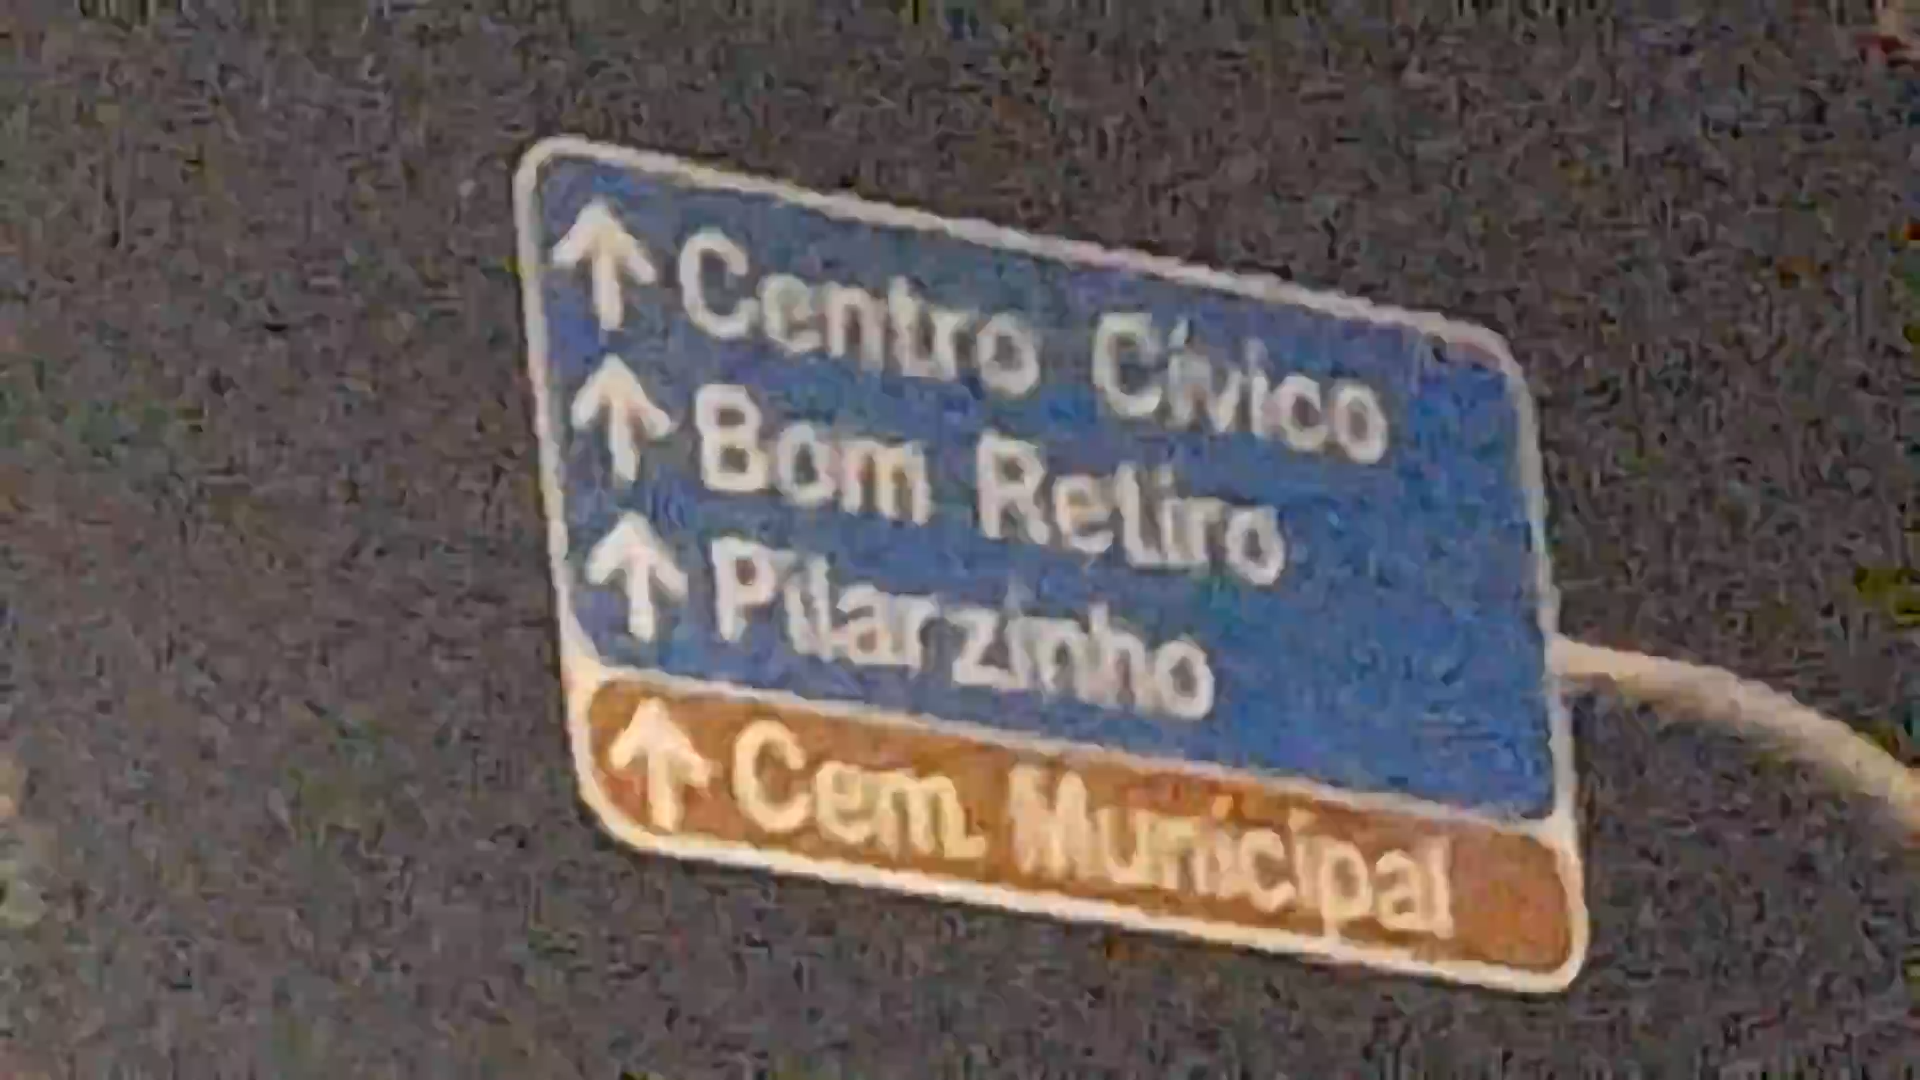 ↑ Centro Cívico
↑ Bom Retiro
↑ Pilarzinho
↑ Cem. Municipal